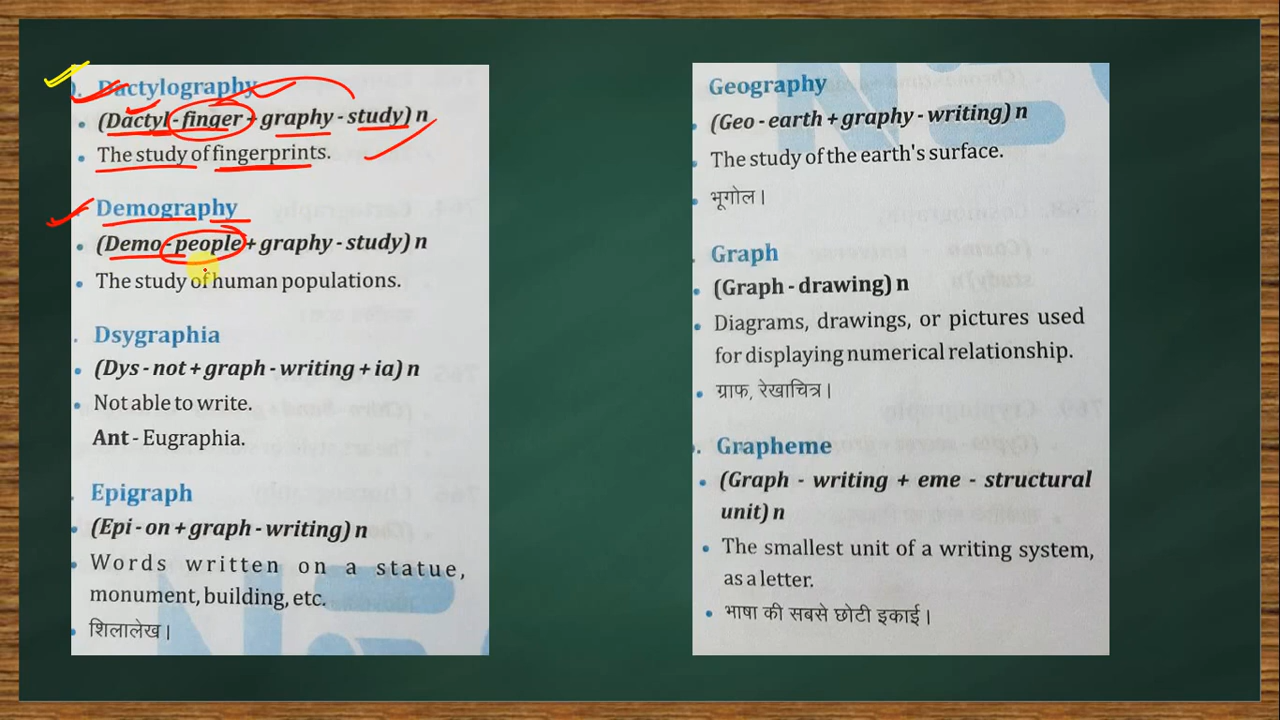 Dactylography
(Dactyl - finger + graphy - study) n
The study of fingerprints.
Demography
(Demo - people + graphy - study) n
The study of human populations.
Dsygraphia
(Dys - not + graph - writing + ia) n
Not able to write.
Ant - Eugraphia.
Epigraph
(Epi - on + graph - writing) n
Words written on a statue,
monument, building, etc.
शिलालेख।
Geography
(Geo - earth + graphy - writing) n
The study of the earth's surface.
भूगोल।
Graph
(Graph - drawing) n
Diagrams, drawings, or pictures used
for displaying numerical relationship.
ग्राफ, रेखाचित्र।
Grapheme
(Graph - writing + eme - structural
unit) n
The smallest unit of a writing system,
as a letter.
भाषा की सबसे छोटी इकाई।